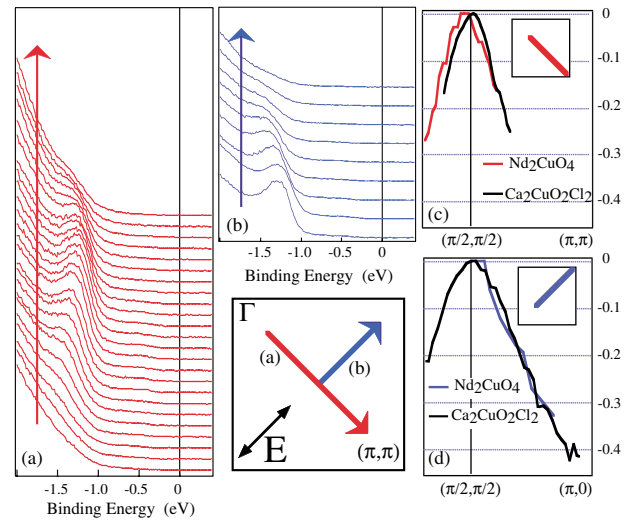 -1.5
-1.0
-0.5
0
Binding Energy (eV)
(a)
(b)
-1.5
-1.0
-0.5
0
Binding Energy (eV)
Γ
(a)
(b)
E
(π,π)
0
-0.1
-0.2
-0.3
-0.4
Nd2CuO4
Ca2CuO2Cl2
(c)
(π/2,π/2)
(π,π)
0
-0.1
-0.2
-0.3
-0.4
Nd2CuO4
Ca2CuO2Cl2
(d)
(π/2,π/2)
(π,0)